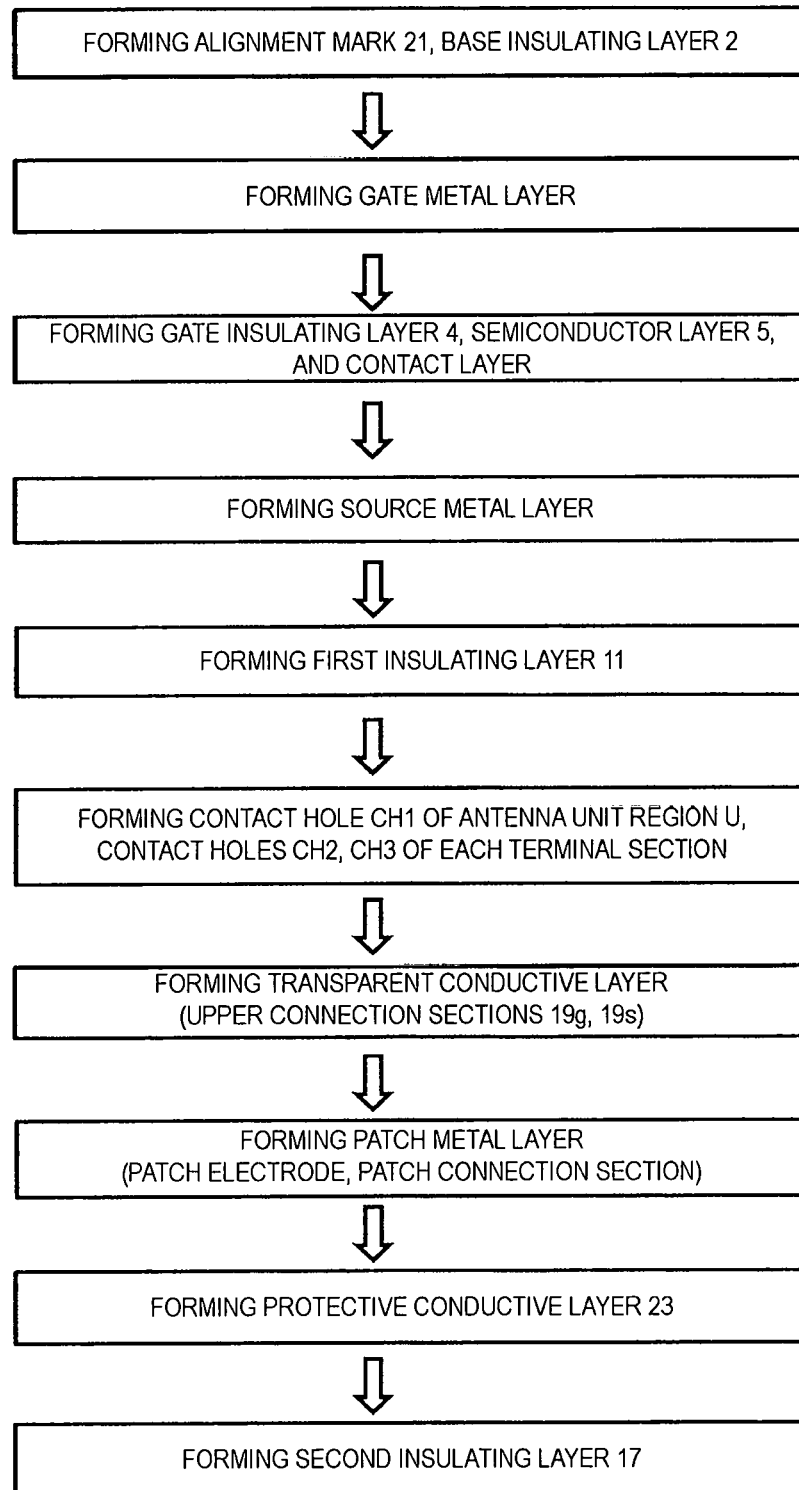 FORMING ALIGNMENT MARK 21, BASE INSULATING LAYER 2
FORMING GATE METAL LAYER
FORMING GATE INSULATING LAYER 4, SEMICONDUCTOR LAYER 5,
AND CONTACT LAYER
FORMING SOURCE METAL LAYER
FORMING FIRST INSULATING LAYER 11
FORMING CONTACT HOLE CH1 OF ANTENNA UNIT REGION U,
CONTACT HOLES CH2, CH3 OF EACH TERMINAL SECTION
FORMING TRANSPARENT CONDUCTIVE LAYER
(UPPER CONNECTION SECTIONS 19g, 19s)
FORMING PATCH METAL LAYER
(PATCH ELECTRODE, PATCH CONNECTION SECTION)
FORMING PROTECTIVE CONDUCTIVE LAYER 23
FORMING SECOND INSULATING LAYER 17